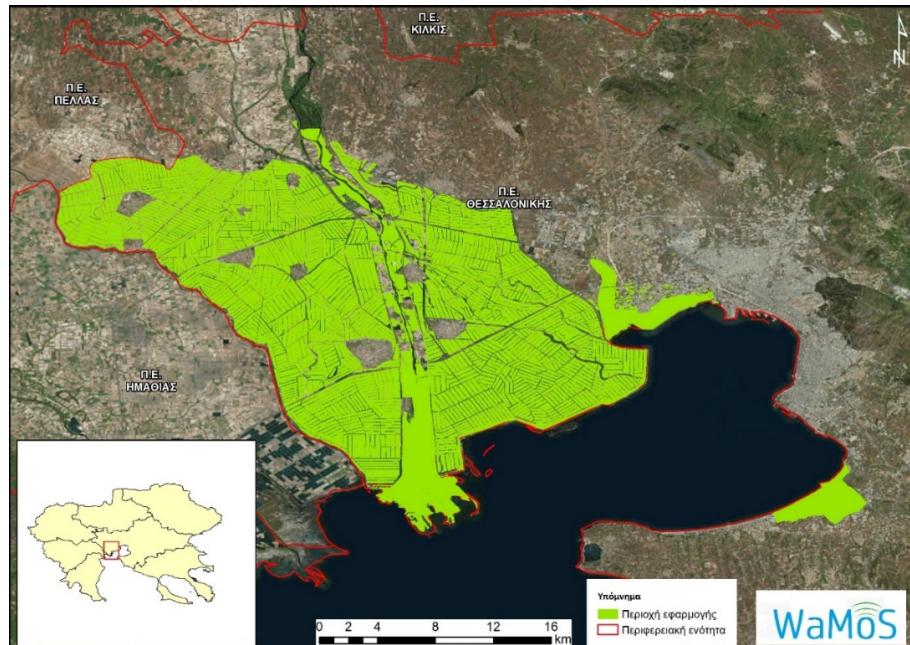 Π.Ε.
ΚΙΛΚΙΣ
N
Π.Ε.
ΠΕΛΛΑΣ
Π.Ε.
ΘΕΣΣΑΛΟΝΙΚΗΣ
Π.Ε.
ΗΜΑΘΙΑΣ
0 2 4 8 12 16
km
Υπόμνημα
Περιοχή εφαρμογής
Περιφερειακή ενότητα
WaMoS